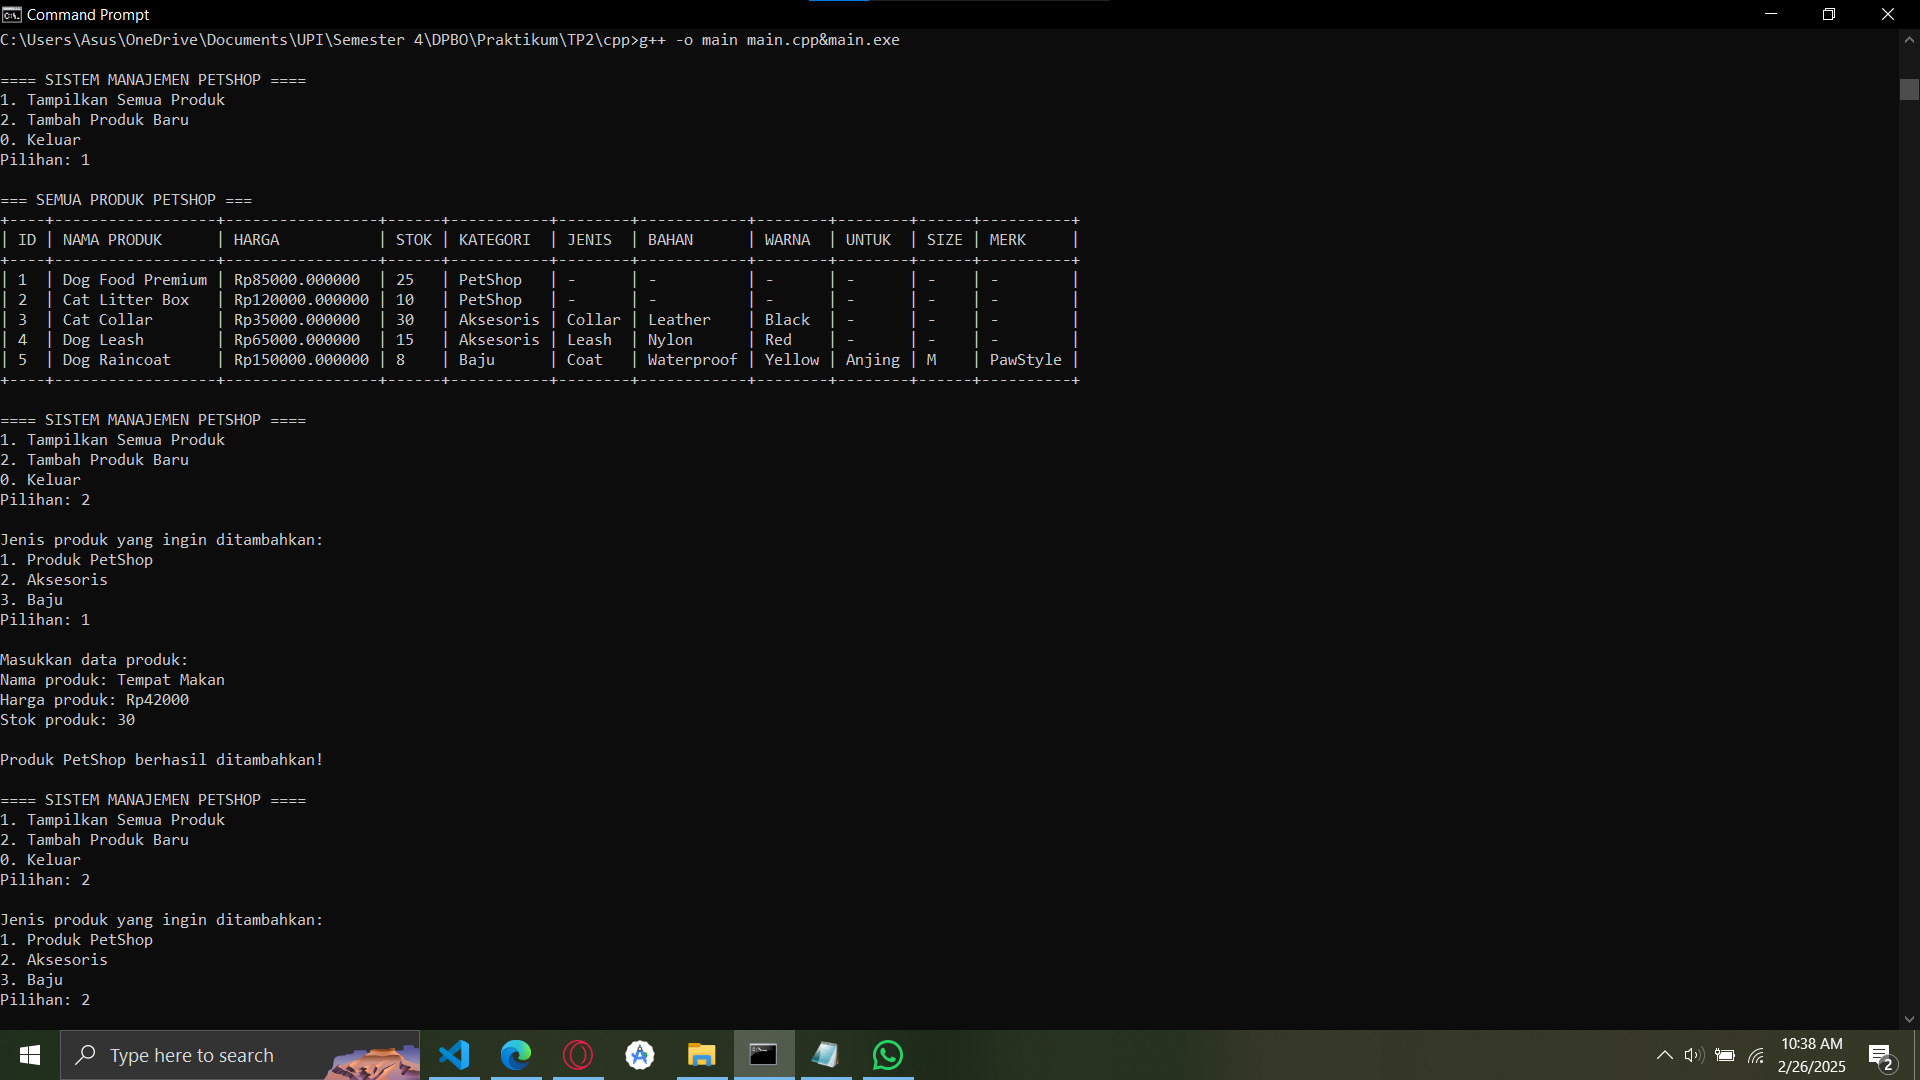 Command Prompt
C:\Users\Asus\OneDrive\Documents\UPI\Semester 4\DPBO\Praktikum\TP2\cpp>g++ -o main main.cpp&main.exe
==== SISTEM MANAJEMEN PETSHOP ====
1. Tampilkan Semua Produk
2. Tambah Produk Baru
0. Keluar
Pilihan: 1
=== SEMUA PRODUK PETSHOP ===
+----+------------------+-----------------+------+-----------+--------+------------+--------+--------+------+----------+
| ID | NAMA PRODUK      | HARGA           | STOK | KATEGORI  | JENIS  | BAHAN      | WARNA  | UNTUK  | SIZE | MERK     |
+----+------------------+-----------------+------+-----------+--------+------------+--------+--------+------+----------+
| 1  | Dog Food Premium | Rp85000.000000  | 25   | PetShop   | -      | -          | -      | -      | -    | -        |
| 2  | Cat Litter Box   | Rp120000.000000 | 10   | PetShop   | -      | -          | -      | -      | -    | -        |
| 3  | Cat Collar       | Rp35000.000000  | 30   | Aksesoris | Collar | Leather    | Black  | -      | -    | -        |
| 4  | Dog Leash        | Rp65000.000000  | 15   | Aksesoris | Leash  | Nylon      | Red    | -      | -    | -        |
| 5  | Dog Raincoat     | Rp150000.000000 | 8    | Baju      | Coat   | Waterproof | Yellow | Anjing | M    | PawStyle |
+----+------------------+-----------------+------+-----------+--------+------------+--------+--------+------+----------+
==== SISTEM MANAJEMEN PETSHOP ====
1. Tampilkan Semua Produk
2. Tambah Produk Baru
0. Keluar
Pilihan: 2
Jenis produk yang ingin ditambahkan:
1. Produk PetShop
2. Aksesoris
3. Baju
Pilihan: 1
Masukkan data produk:
Nama produk: Tempat Makan
Harga produk: Rp42000
Stok produk: 30
Produk PetShop berhasil ditambahkan!
==== SISTEM MANAJEMEN PETSHOP ====
1. Tampilkan Semua Produk
2. Tambah Produk Baru
0. Keluar
Pilihan: 2
Jenis produk yang ingin ditambahkan:
1. Produk PetShop
2. Aksesoris
3. Baju
Pilihan: 2
Type here to search
10:38 AM
2/26/2025
2